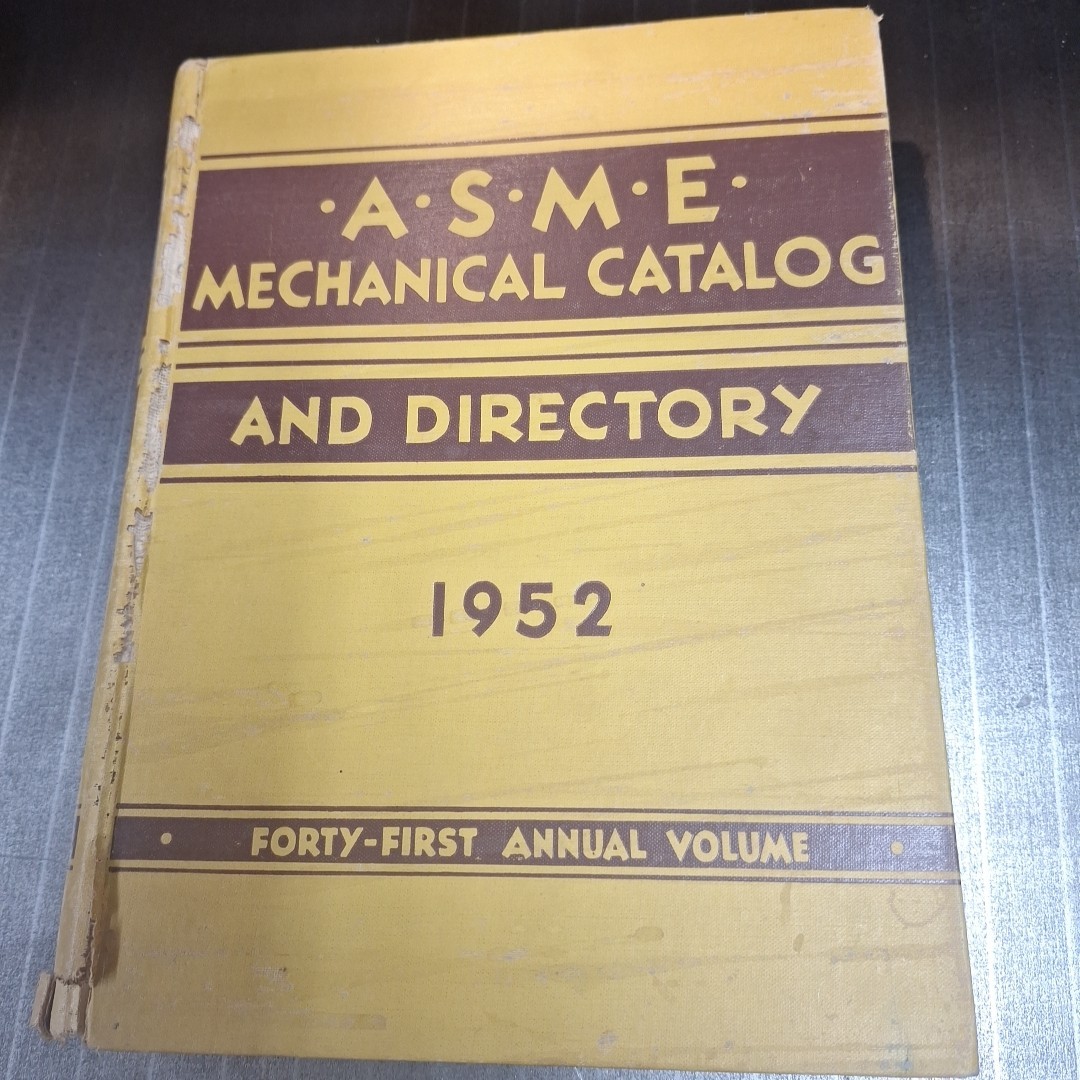 ·A·S·M·E·
MECHANICAL CATALOG
AND DIRECTORY
1952
· FORTY-FIRST ANNUAL VOLUME ·